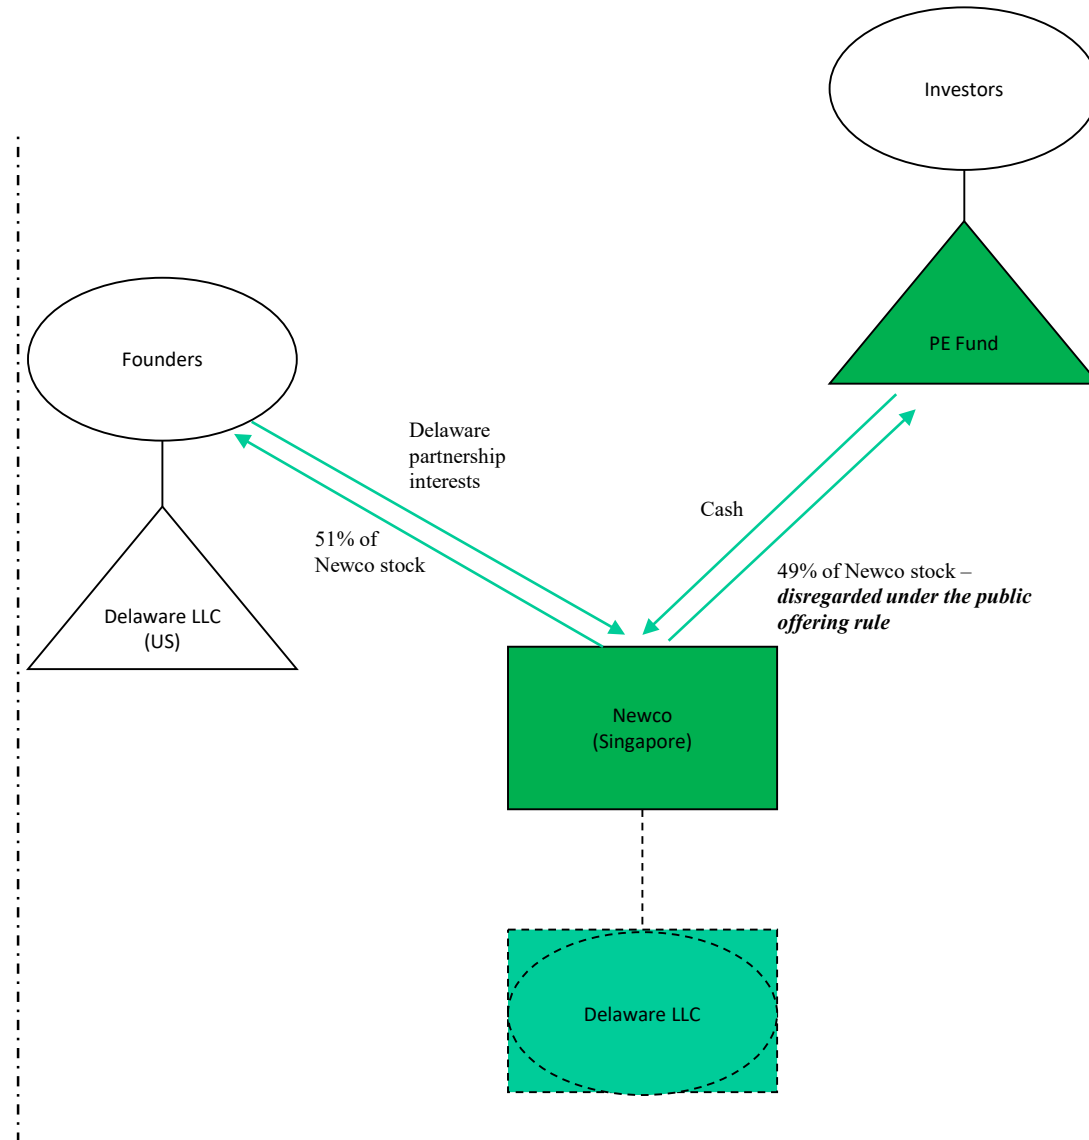 Investors
PE Fund
Founders
Delaware
partnership
interests
Cash
51% of
Newco stock
49% of Newco stock –
disregarded under the public
offering rule
Delaware LLC
(US)
Newco
(Singapore)
Delaware LLC